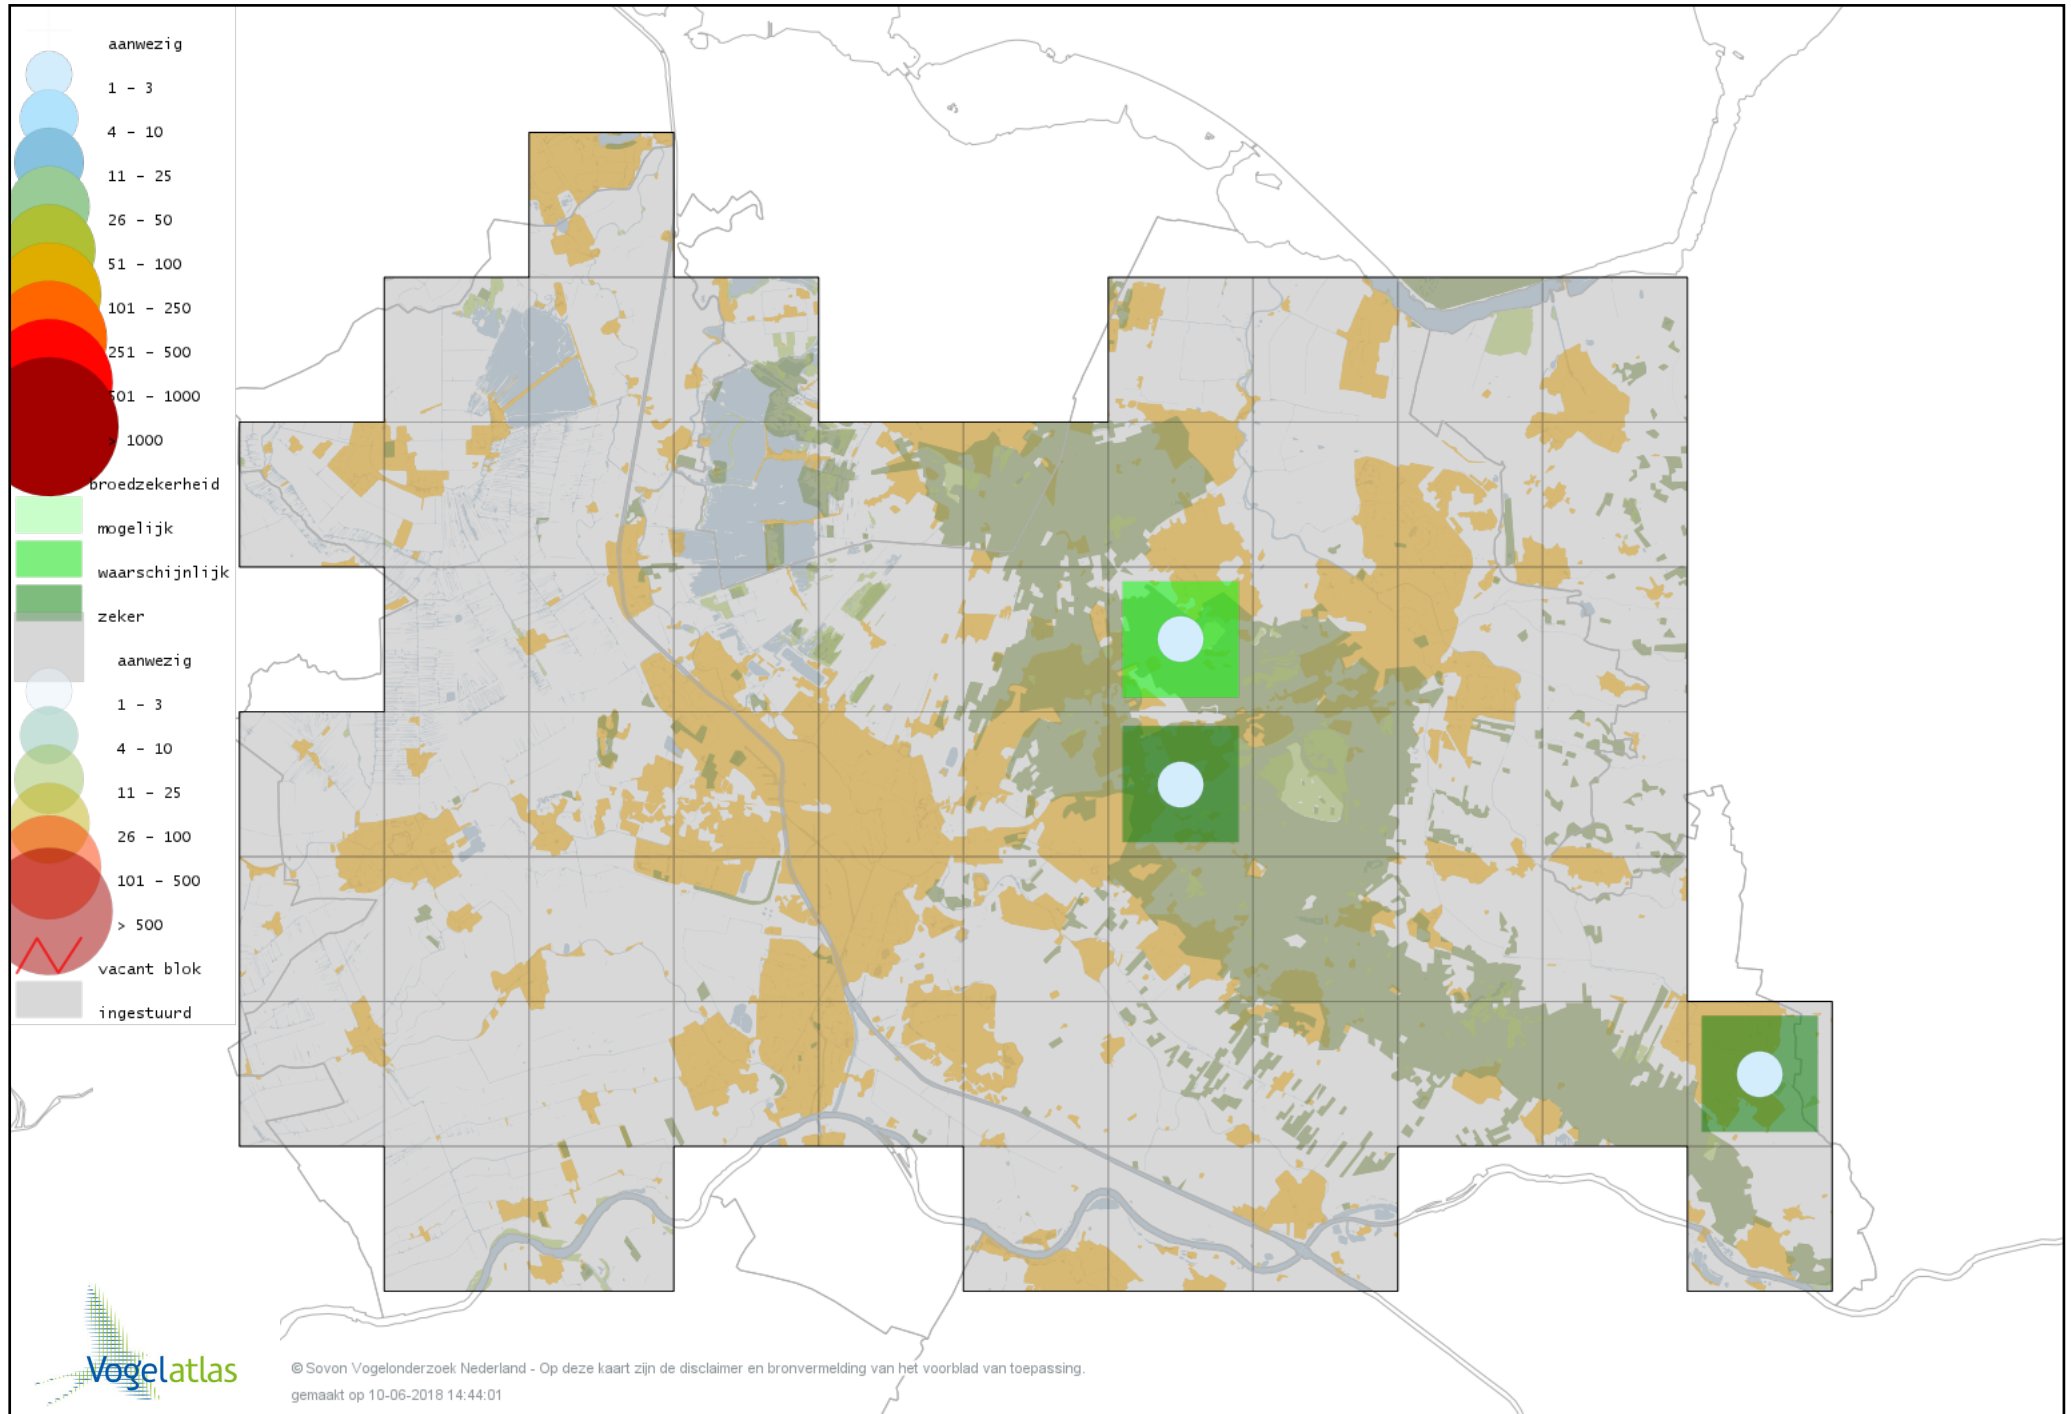 aanwezig
1 - 3
4 - 10
11 - 25
26 - 50
51 - 100
101 - 250
251 - 500
501 - 1000
> 1000
broedzekerheid
mogelijk
waarschijnlijk
zeker
aanwezig
1 - 3
4 - 10
11 - 25
26 - 100
101 - 500
> 500
vacant blok
ingestuurd
Vogelatlas
© Sovon Vogelonderzoek Nederland - Op deze kaart zijn de disclaimer en bronvermelding van het voorblad van toepassing.
gemaakt op 10-06-2018 14:44:01